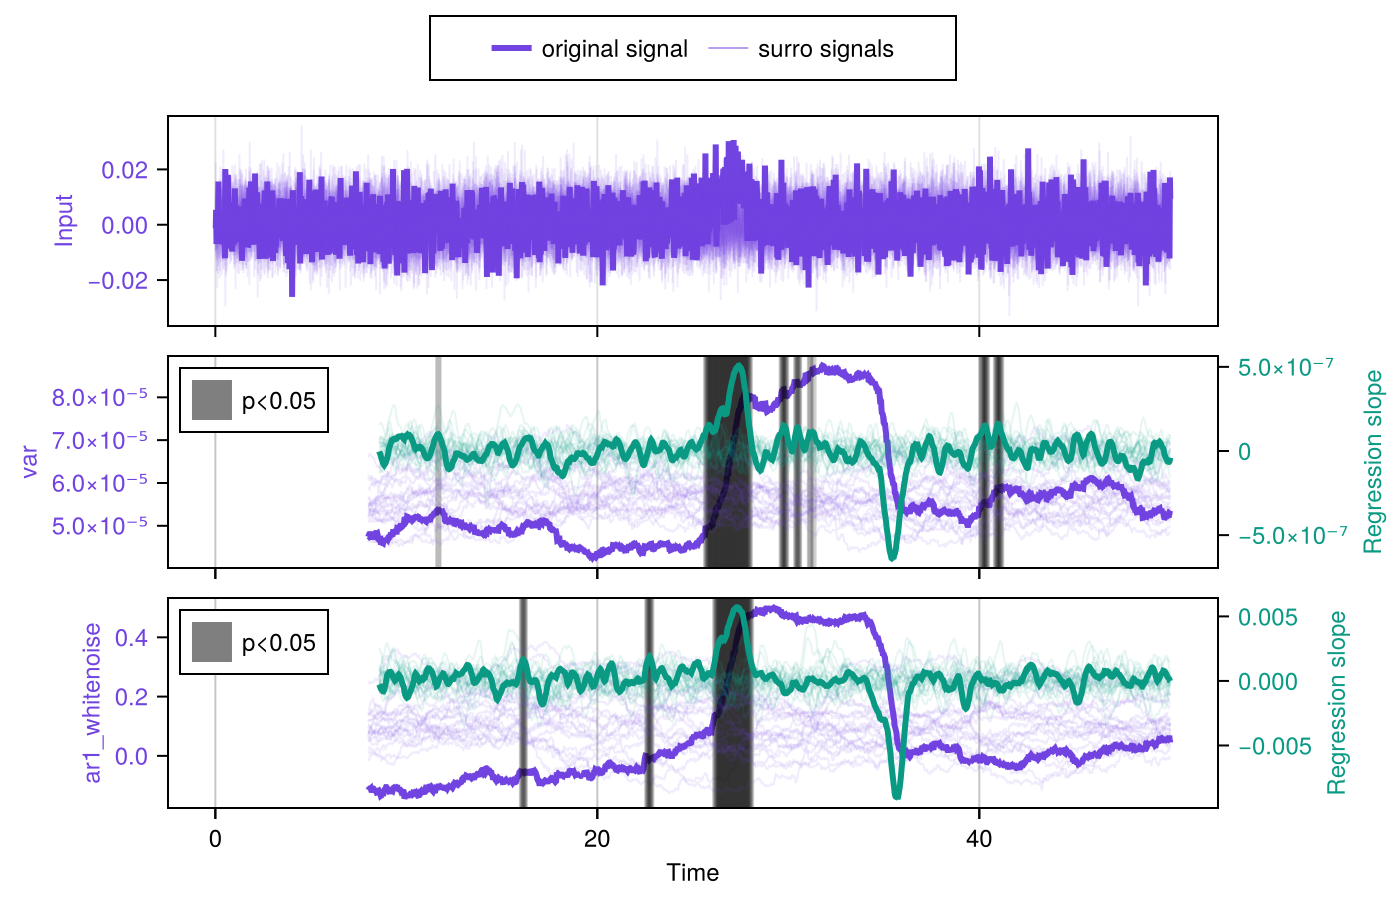 original signal surro signals
Input
0.02
0.00
−0.02
var
8.0×10⁻⁵
7.0×10⁻⁵
6.0×10⁻⁵
5.0×10⁻⁵
p<0.05
5.0×10⁻⁷
0
−5.0×10⁻⁷
Regression slope
ar1_whitenoise
0.4
0.2
0.0
p<0.05
0.005
0.000
−0.005
Regression slope
0 20 40
Time